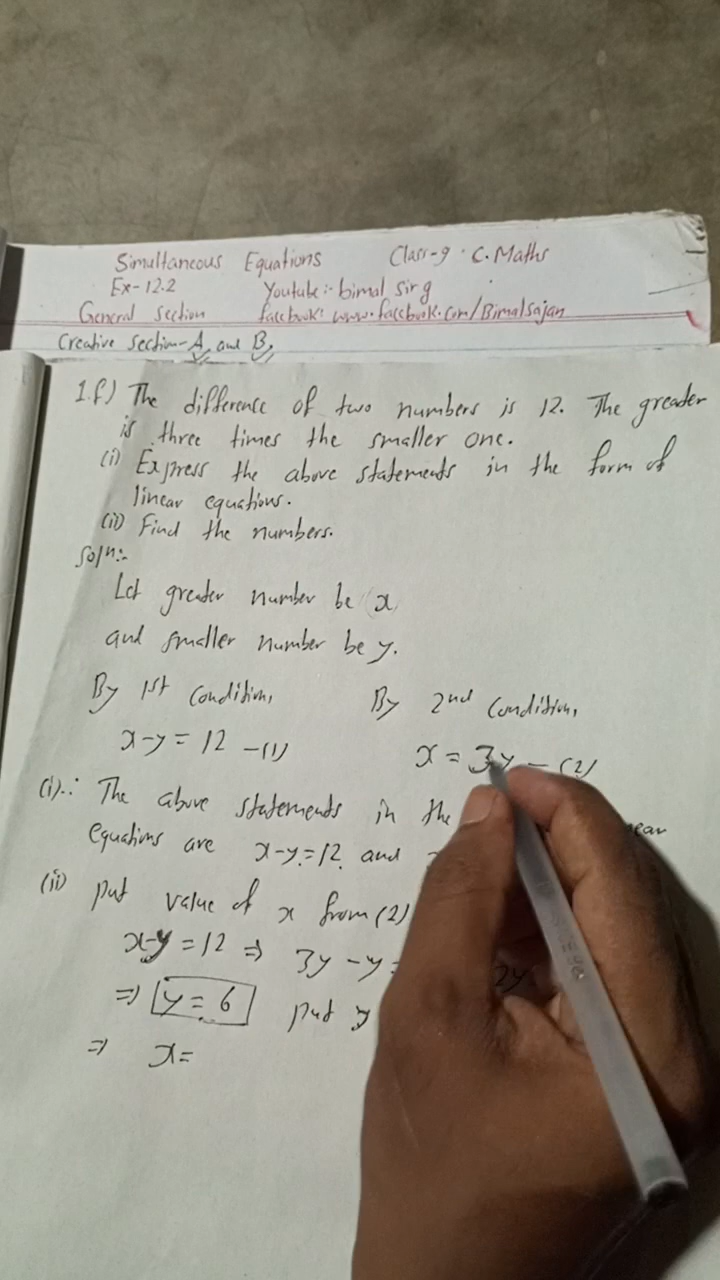 Simultaneous Equations Class-9 C. Maths
Ex-12.2 Youtube:- bimal sir g
General section facebook: www.facebook.com/Bimalsajan
Creative section-A and B,
1.f) The difference of two numbers is 12. The greater
is three times the smaller one.
(i) Express the above statements in the form of
linear equations.
(ii) Find the numbers.
Soln:-
Let greater number be x
and smaller number be y.
By 1st condition, By 2nd condition,
x-y = 12 -(1) x = 3y - (2)
(i) ∴ The above statements in the
equations are x-y=12 and
(ii) put value of x from (2)
x-y = 12 ⇒ 3y - y = 2y
⇒ y = 6 put y
⇒ x=